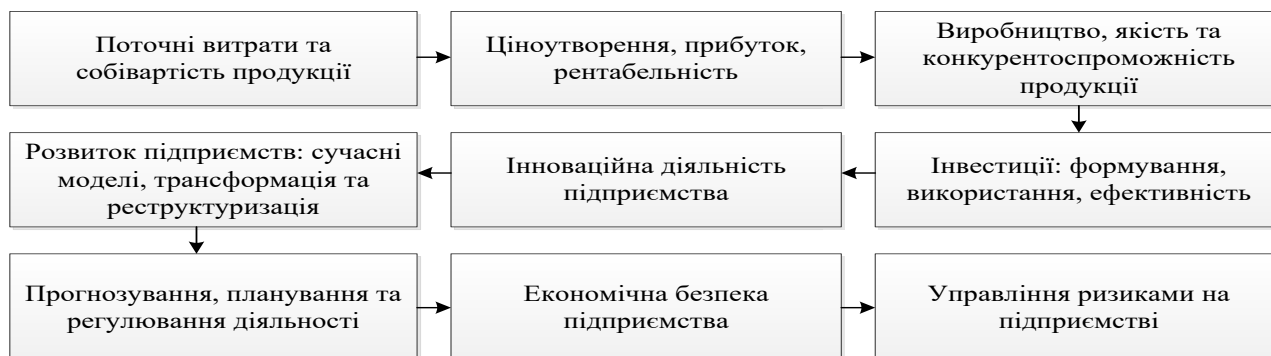 Поточні витрати та
собівартість продукції
Ціноутворення, прибуток,
рентабельність
Виробництво, якість та
конкурентоспроможність
продукції
Інвестиції: формування,
використання, ефективність
Інноваційна діяльність
підприємства
Розвиток підприємств: сучасні
моделі, трансформація та
реструктуризація
Прогнозування, планування та
регулювання діяльності
Економічна безпека
підприємства
Управління ризиками на
підприємстві